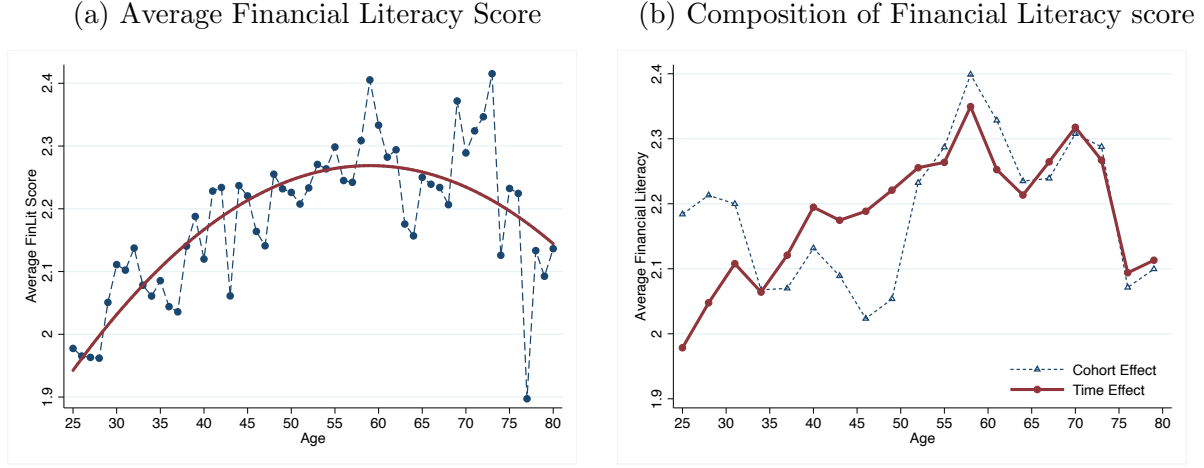 (a) Average Financial Literacy Score
Average FinLit Score
2.4
2.3
2.2
2.1
2
1.9
25 30 35 40 45 50 55 60 65 70 75 80
Age
(b) Composition of Financial Literacy score
Average Financial Literacy
2.4
2.3
2.2
2.1
2
1.9
Cohort Effect
Time Effect
25 30 35 40 45 50 55 60 65 70 75 80
Age